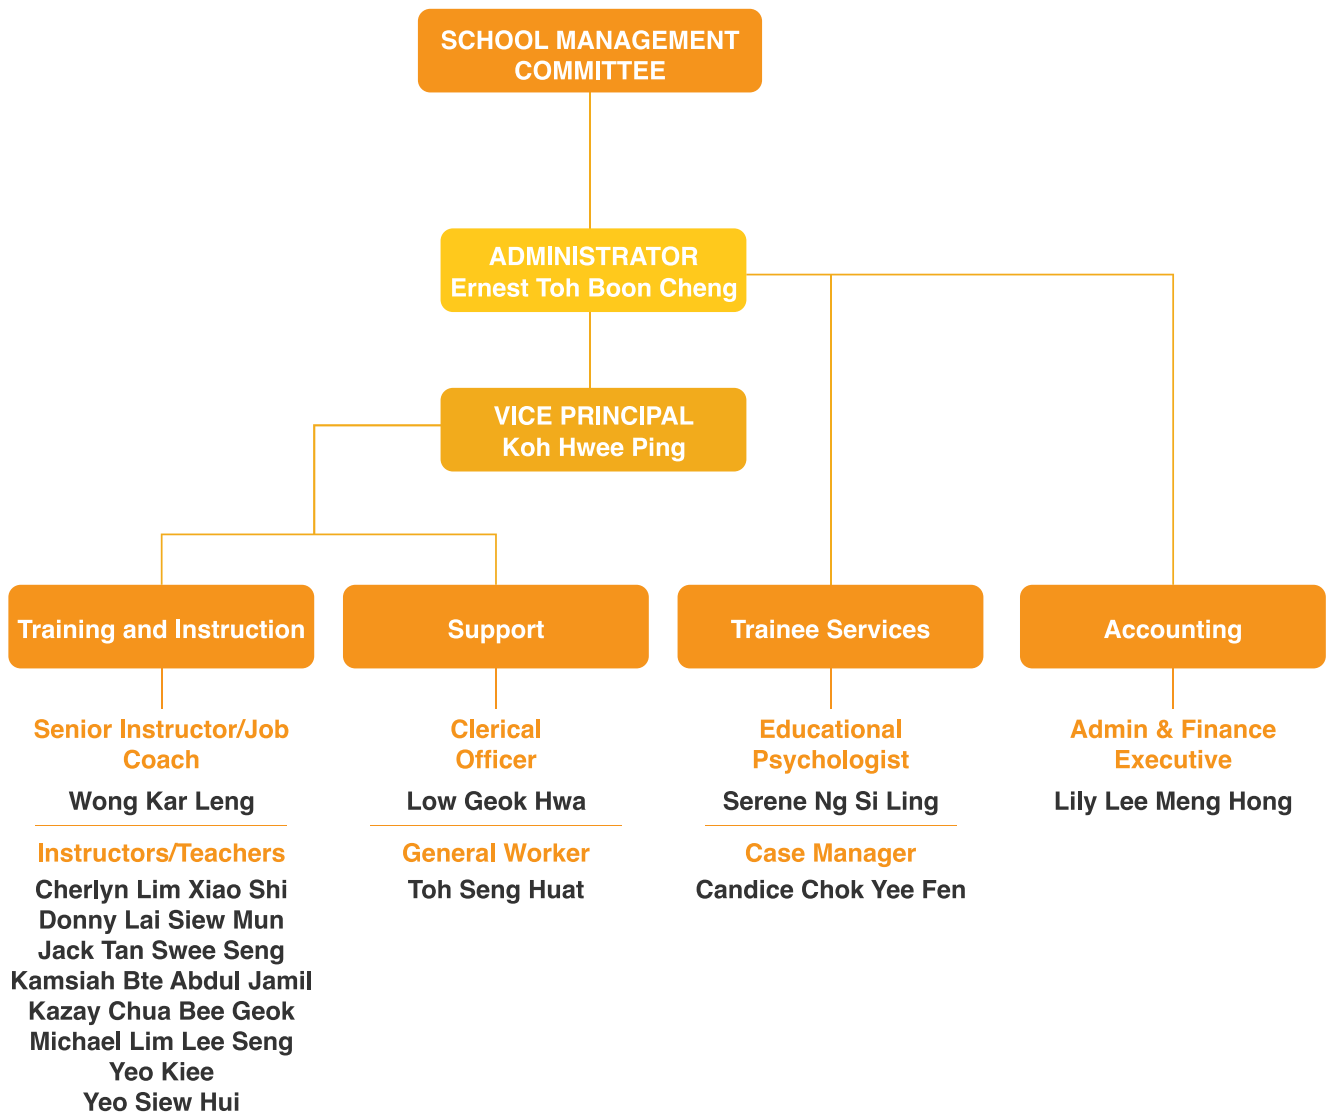 SCHOOL MANAGEMENT
COMMITTEE
ADMINISTRATOR
Ernest Toh Boon Cheng
VICE PRINCIPAL
Koh Hwee Ping
Training and Instruction
Senior Instructor/Job
Coach
Wong Kar Leng
Instructors/Teachers
Cherlyn Lim Xiao Shi
Donny Lai Siew Mun
Jack Tan Swee Seng
Kamsiah Bte Abdul Jamil
Kazay Chua Bee Geok
Michael Lim Lee Seng
Yeo Kiee
Yeo Siew Hui
Support
Clerical
Officer
Low Geok Hwa
General Worker
Toh Seng Huat
Trainee Services
Educational
Psychologist
Serene Ng Si Ling
Case Manager
Candice Chok Yee Fen
Accounting
Admin & Finance
Executive
Lily Lee Meng Hong